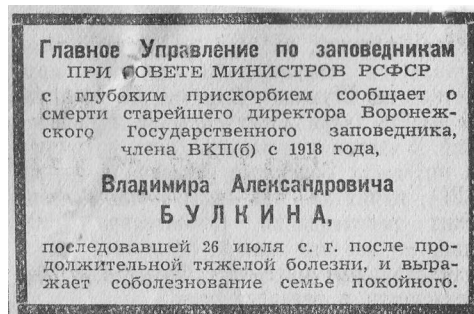 Главное Управление по заповедникам
ПРИ СОВЕТЕ МИНИСТРОВ РСФСР
с глубоким прискорбием сообщает о
смерти старейшего директора Воронеж-
ского Государственного заповедника,
члена ВКП(б) с 1918 года,
Владимира Александровича
БУЛКИНА,
последовавшей 26 июля с. г. после про-
должительной тяжелой болезни, и выра-
жает соболезнование семье покойного.